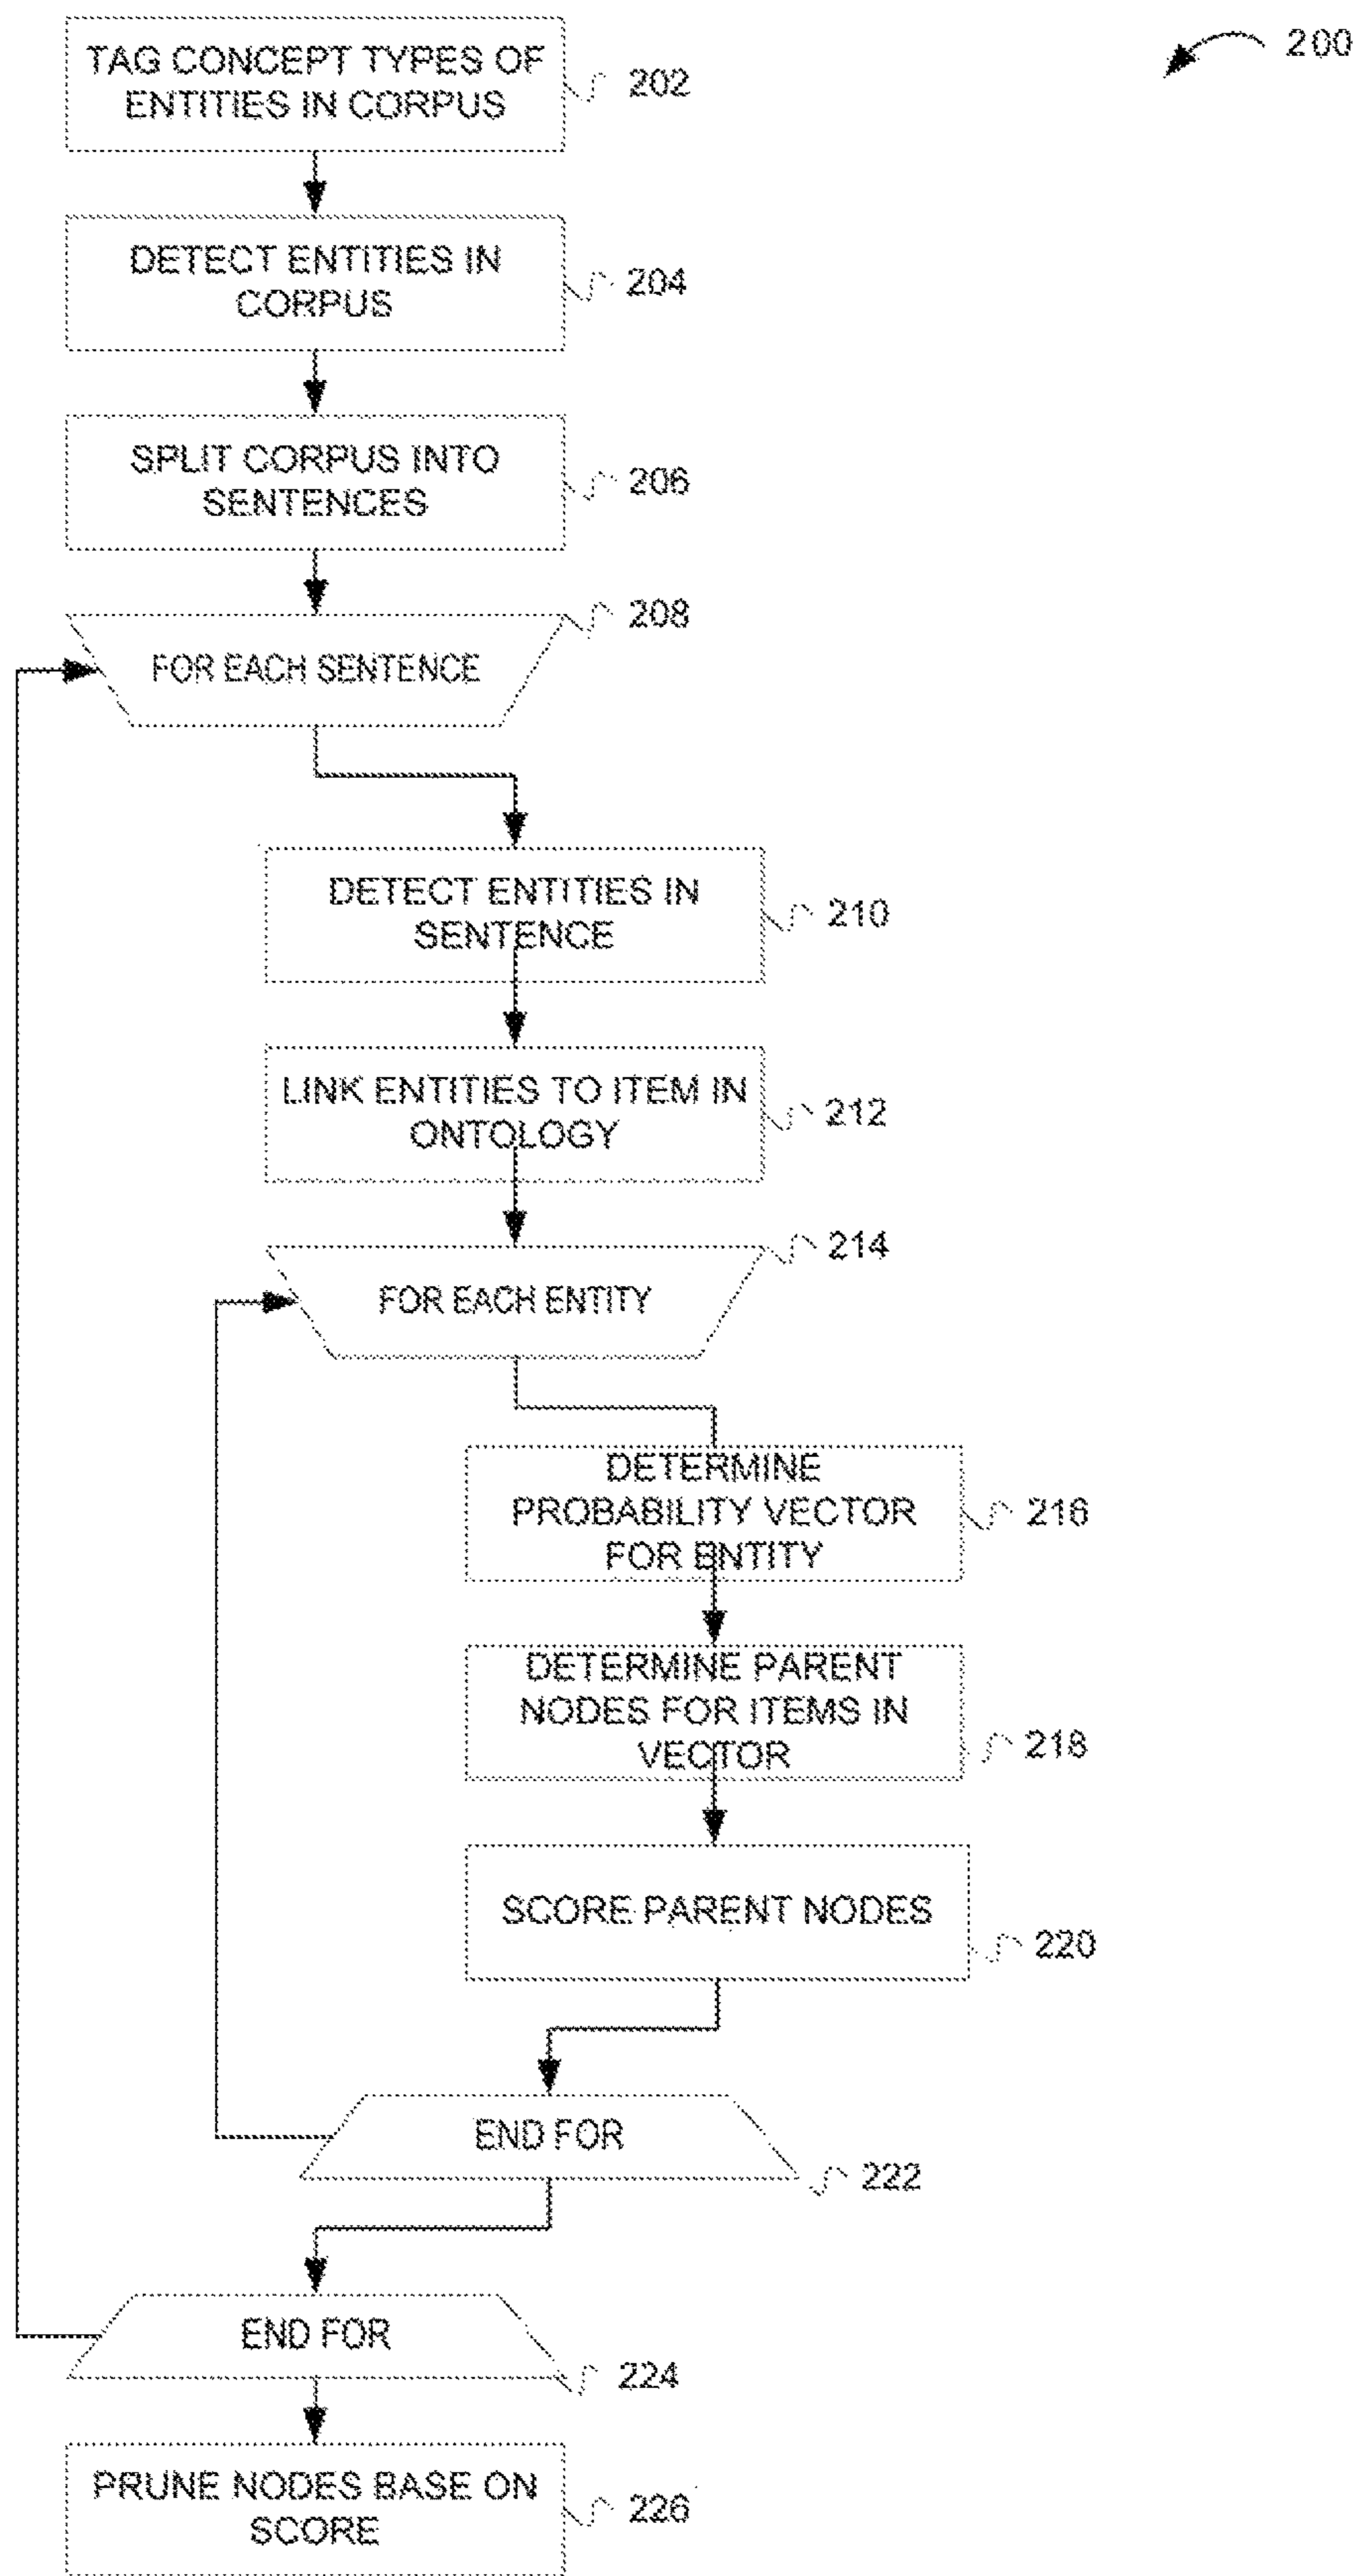 200
TAG CONCEPT TYPES OF
ENTITIES IN CORPUS
202
DETECT ENTITIES IN
CORPUS
204
SPLIT CORPUS INTO
SENTENCES
206
208
FOR EACH SENTENCE
DETECT ENTITIES IN
SENTENCE
210
LINK ENTITIES TO ITEM IN
ONTOLOGY
212
214
FOR EACH ENTITY
DETERMINE
PROBABILITY VECTOR
FOR ENTITY
216
DETERMINE PARENT
NODES FOR ITEMS IN
VECTOR
218
SCORE PARENT NODES
220
END FOR
222
END FOR
224
PRUNE NODES BASE ON
SCORE
226